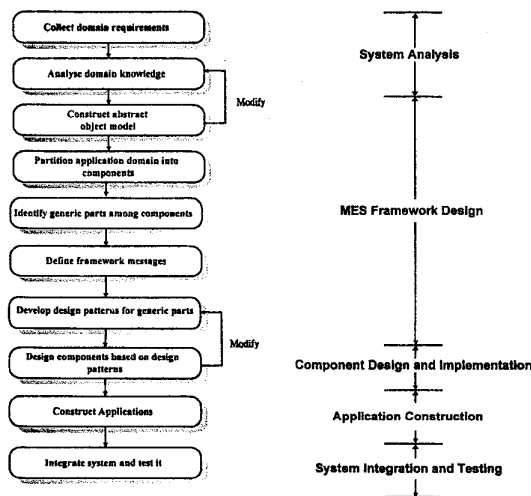 Collect domain requirements
Analyse domain knowledge
Modify
Construct abstract
object model
Partition application domain into
components
Identify generic parts among components
Define framework messages
Develop design patterns for generic parts
Modify
Design components based on design
patterns
Construct Applications
Integrate system and test it
System Analysis
MES Framework Design
Component Design and Implementation
Application Construction
System Integration and Testing